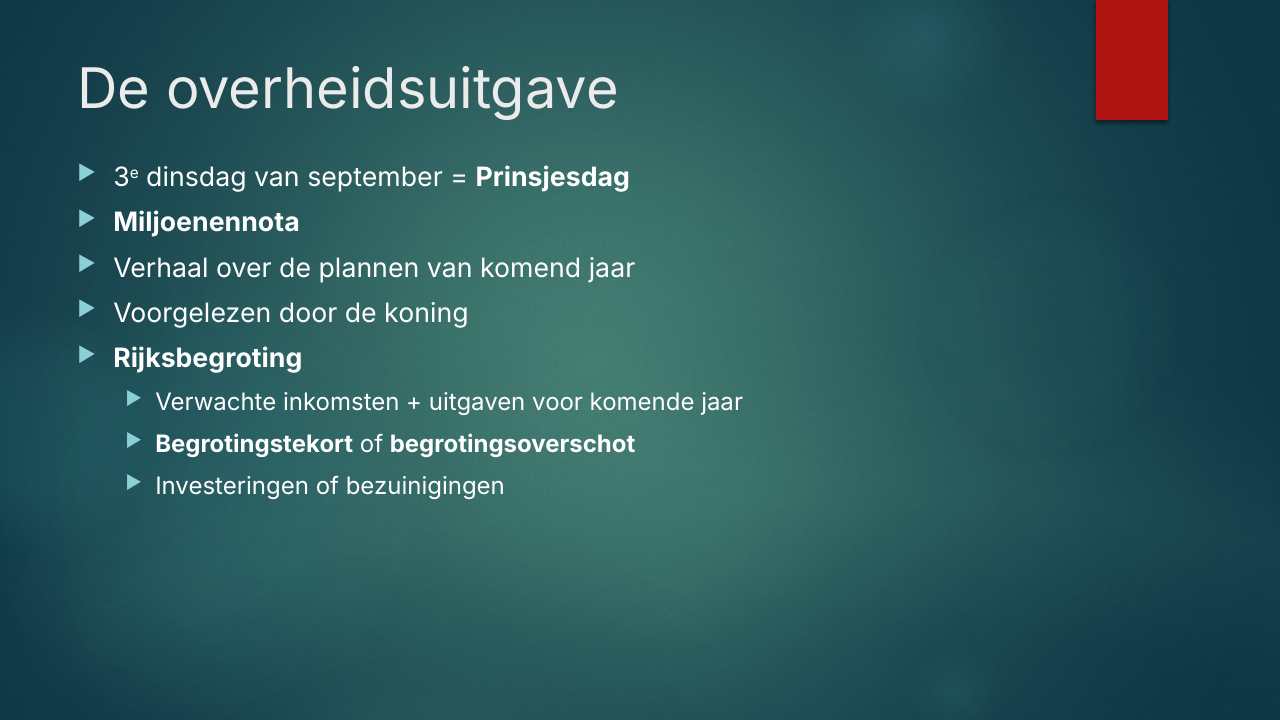 De overheidsuitgave
3e dinsdag van september = Prinsjesdag
Miljoenennota
Verhaal over de plannen van komend jaar
Voorgelezen door de koning
Rijksbegroting
Verwachte inkomsten + uitgaven voor komende jaar
Begrotingstekort of begrotingsoverschot
Investeringen of bezuinigingen